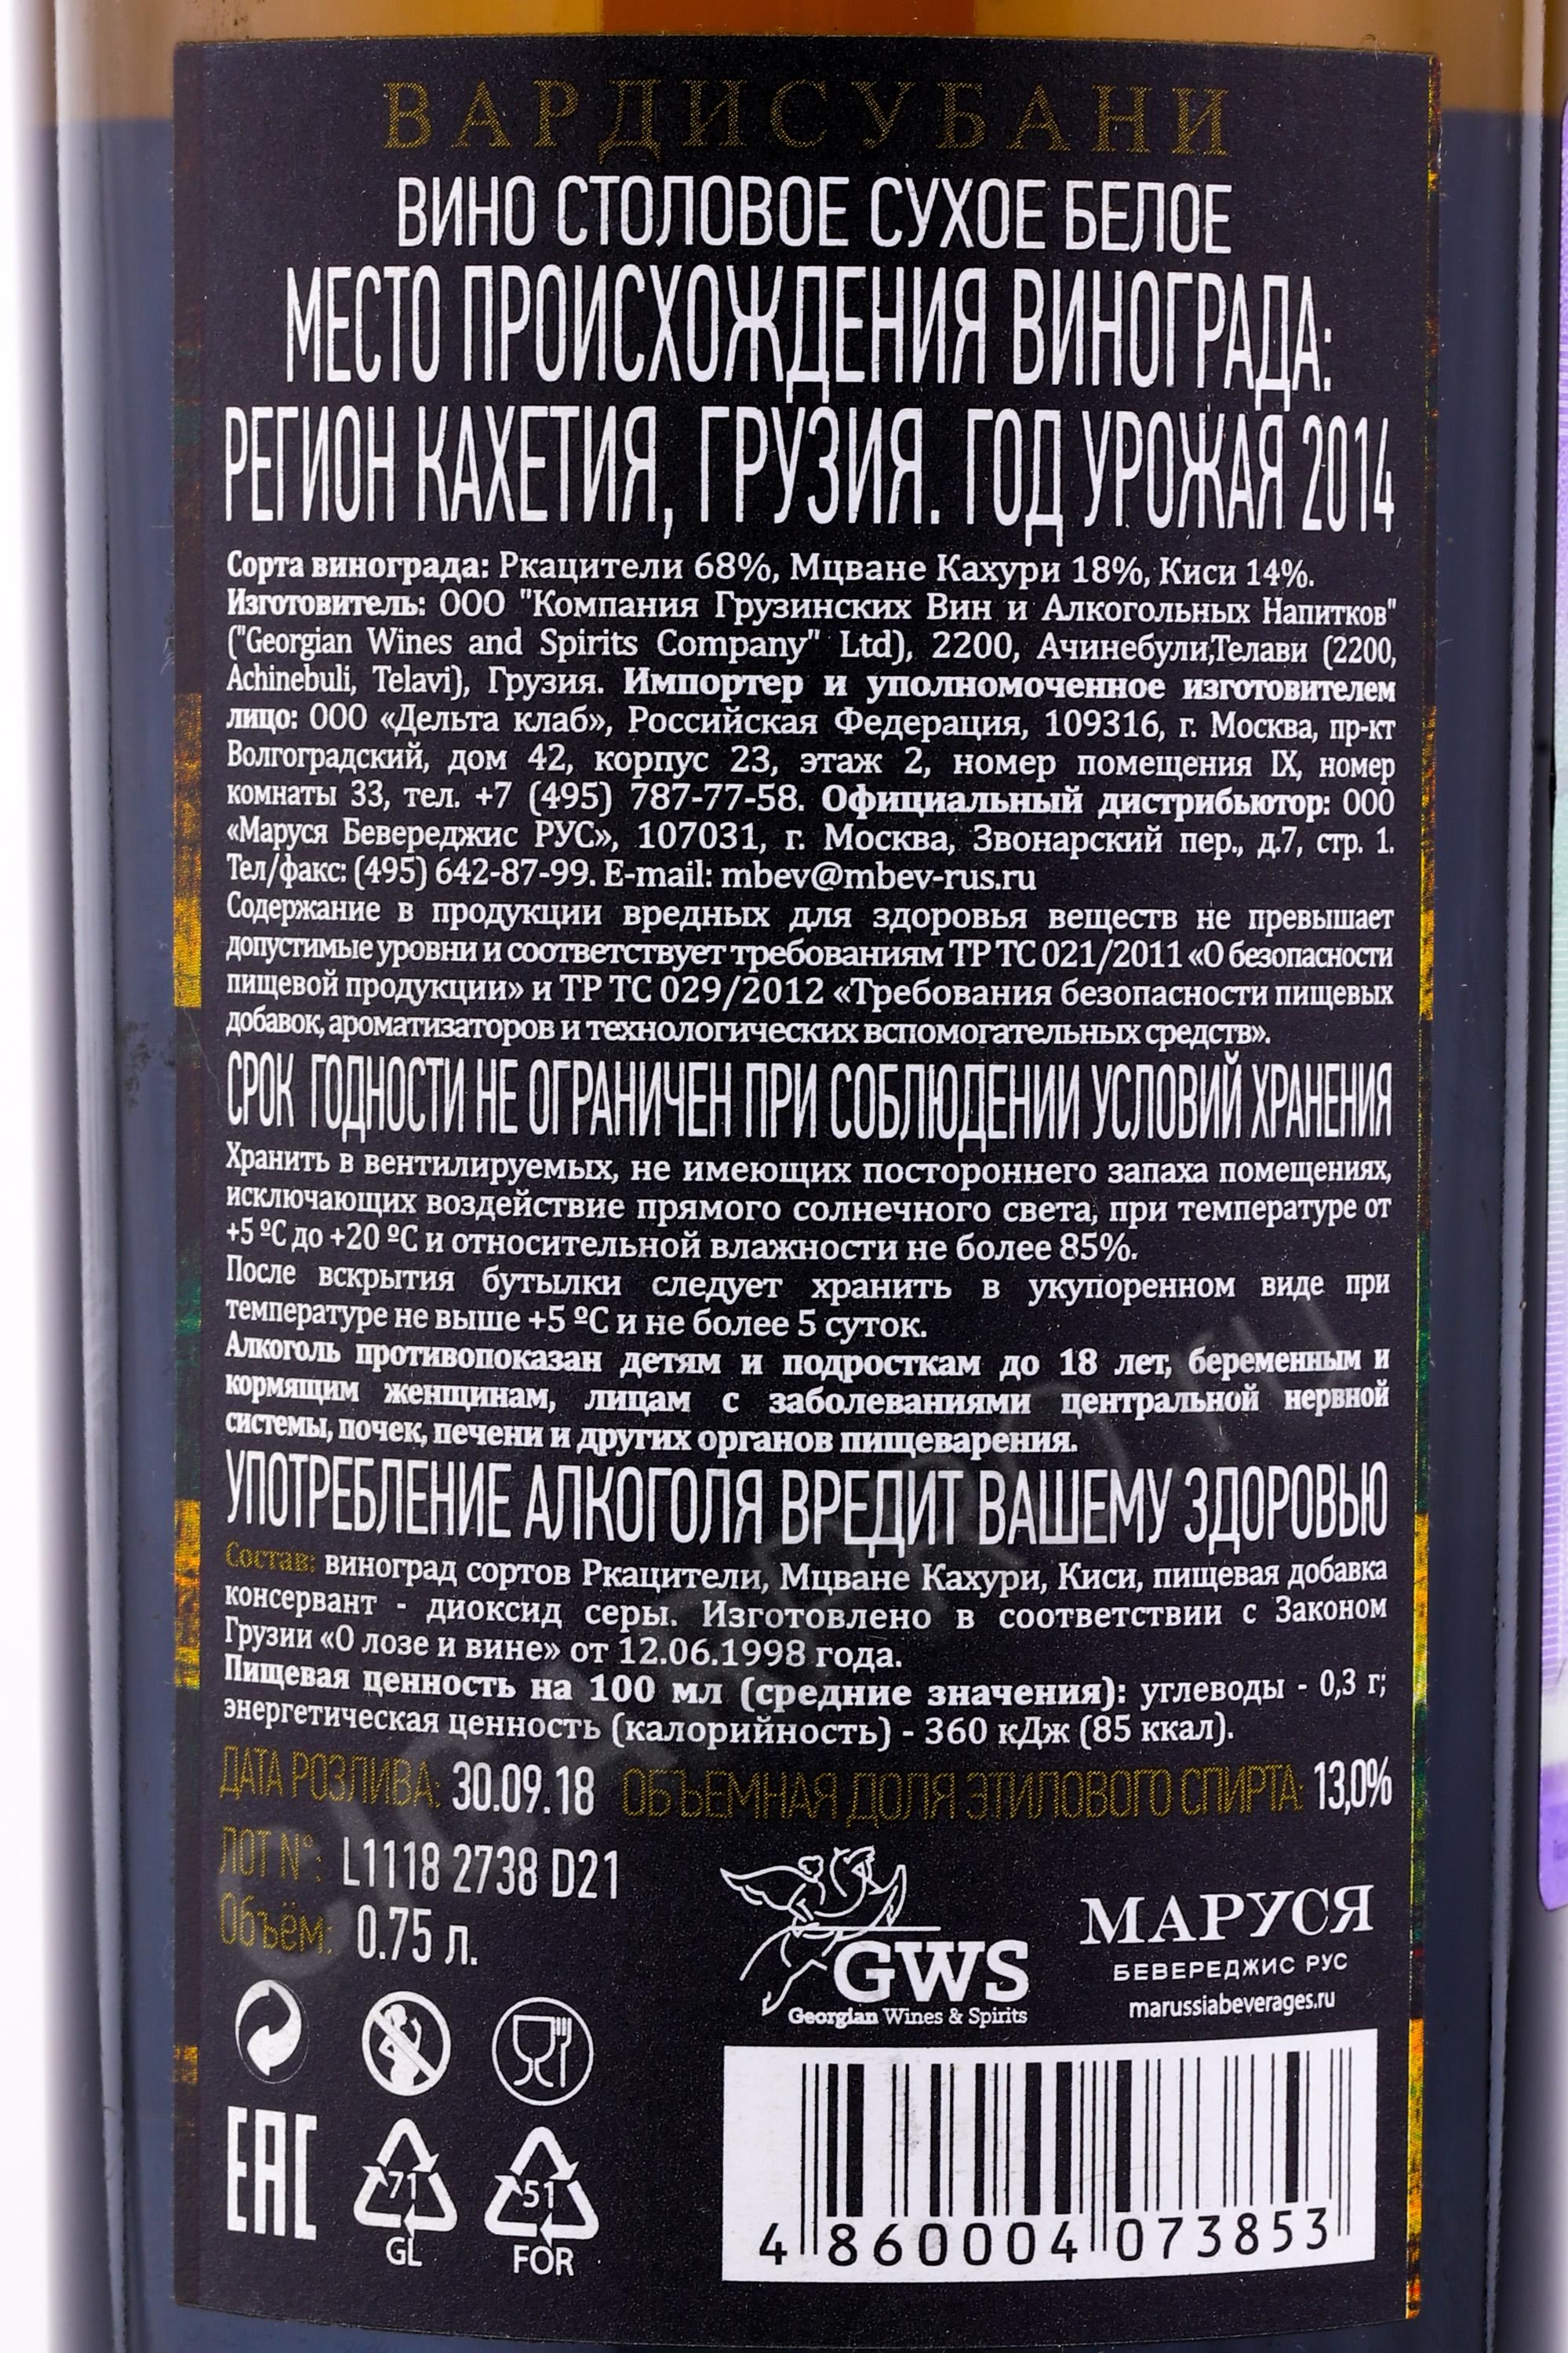 ВАРДИСУБАНИ
ВИНО СТОЛОВОЕ СУХОЕ БЕЛОЕ
МЕСТО ПРОИСХОЖДЕНИЯ ВИНОГРАДА:
РЕГИОН КАХЕТИЯ, ГРУЗИЯ. ГОД УРОЖАЯ 2014
Сорта винограда: Ркацители 68%, Мцване Кахури 18%, Киси 14%.
Изготовитель: ООО "Компания Грузинских Вин и Алкогольных Напитков"
("Georgian Wines and Spirits Company" Ltd), 2200, Ачинебули,Телави (2200,
Achinebuli, Telavi), Грузия. Импортер и уполномоченное изготовителем
лицо: ООО «Дельта клаб», Российская Федерация, 109316, г. Москва, пр-кт
Волгоградский, дом 42, корпус 23, этаж 2, номер помещения IX, номер
комнаты 33, тел. +7 (495) 787-77-58. Официальный дистрибьютор: ООО
«Маруся Бевереджис РУС», 107031, г. Москва, Звонарский пер., д.7, стр. 1.
Тел/факс: (495) 642-87-99. E-mail: mbev@mbev-rus.ru
Содержание в продукции вредных для здоровья веществ не превышает
допустимые уровни и соответствует требованиям ТР ТС 021/2011 «О безопасности
пищевой продукции» и ТР ТС 029/2012 «Требования безопасности пищевых
добавок, ароматизаторов и технологических вспомогательных средств».
СРОК ГОДНОСТИ НЕ ОГРАНИЧЕН ПРИ СОБЛЮДЕНИИ УСЛОВИЙ ХРАНЕНИЯ
Хранить в вентилируемых, не имеющих постороннего запаха помещениях,
исключающих воздействие прямого солнечного света, при температуре от
+5 ºС до +20 ºС и относительной влажности не более 85%.
После вскрытия бутылки следует хранить в укупоренном виде при
температуре не выше +5 ºС и не более 5 суток.
Алкоголь противопоказан детям и подросткам до 18 лет, беременным и
кормящим женщинам, лицам с заболеваниями центральной нервной
системы, почек, печени и других органов пищеварения.
УПОТРЕБЛЕНИЕ АЛКОГОЛЯ ВРЕДИТ ВАШЕМУ ЗДОРОВЬЮ
Состав: виноград сортов Ркацители, Мцване Кахури, Киси, пищевая добавка
консервант - диоксид серы. Изготовлено в соответствии с Законом
Грузии «О лозе и вине» от 12.06.1998 года.
Пищевая ценность на 100 мл (средние значения): углеводы - 0,3 г;
энергетическая ценность (калорийность) - 360 кДж (85 ккал).
ДАТА РОЗЛИВА: 30.09.18 ОБЪЕМНАЯ ДОЛЯ ЭТИЛОВОГО СПИРТА: 13,0%
ЛОТ N°: L1118 2738 D21
Объём: 0.75 л.
GWS
Georgian Wines & Spirits
МАРУСЯ
БЕВЕРЕДЖИС РУС
marussiabeverages.ru
EAC
71
GL
51
FOR
4 860004 073853